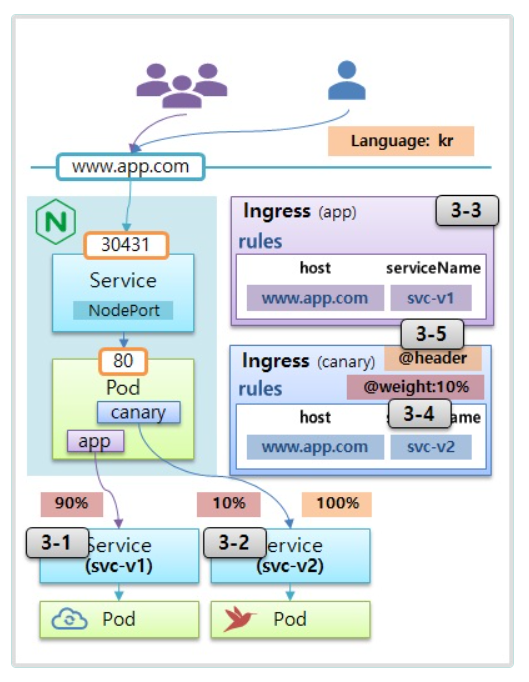 Language: kr
www.app.com
N
30431
Service
NodePort
80
Pod
canary
app
Ingress (app)
3-3
rules
host serviceName
www.app.com svc-v1
3-5
Ingress (canary) @header
rules @weight:10%
host 3-4 ame
www.app.com svc-v2
90% 10% 100%
3-1 Service 3-2 Service
(svc-v1) (svc-v2)
Pod Pod